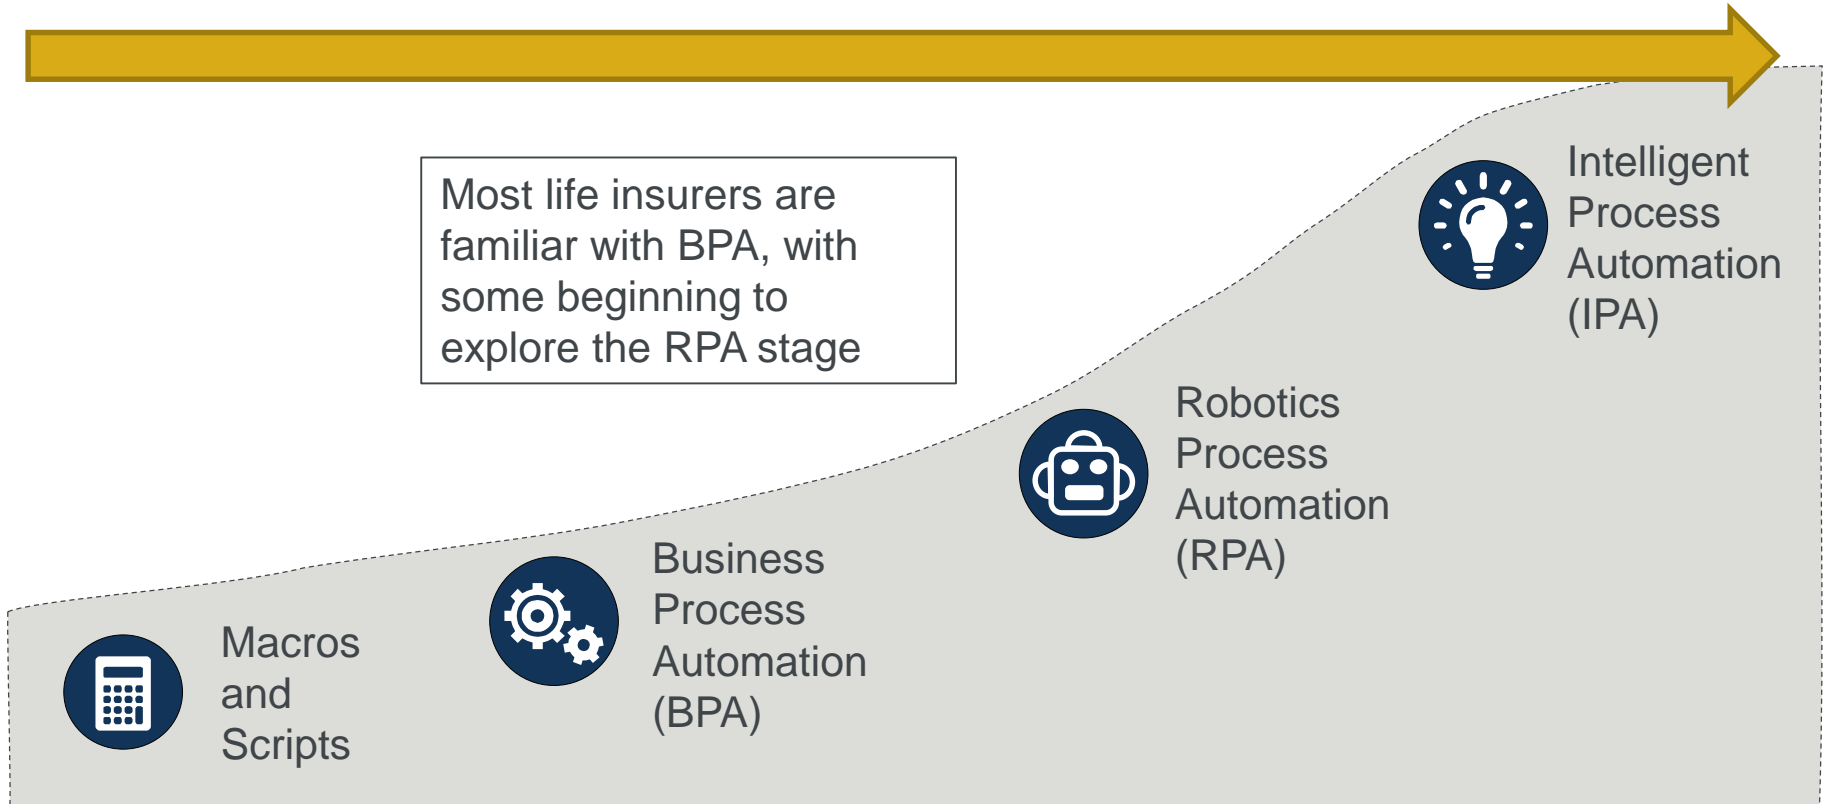 Most life insurers are
familiar with BPA, with
some beginning to
explore the RPA stage
Macros
and
Scripts
Business
Process
Automation
(BPA)
Robotics
Process
Automation
(RPA)
Intelligent
Process
Automation
(IPA)